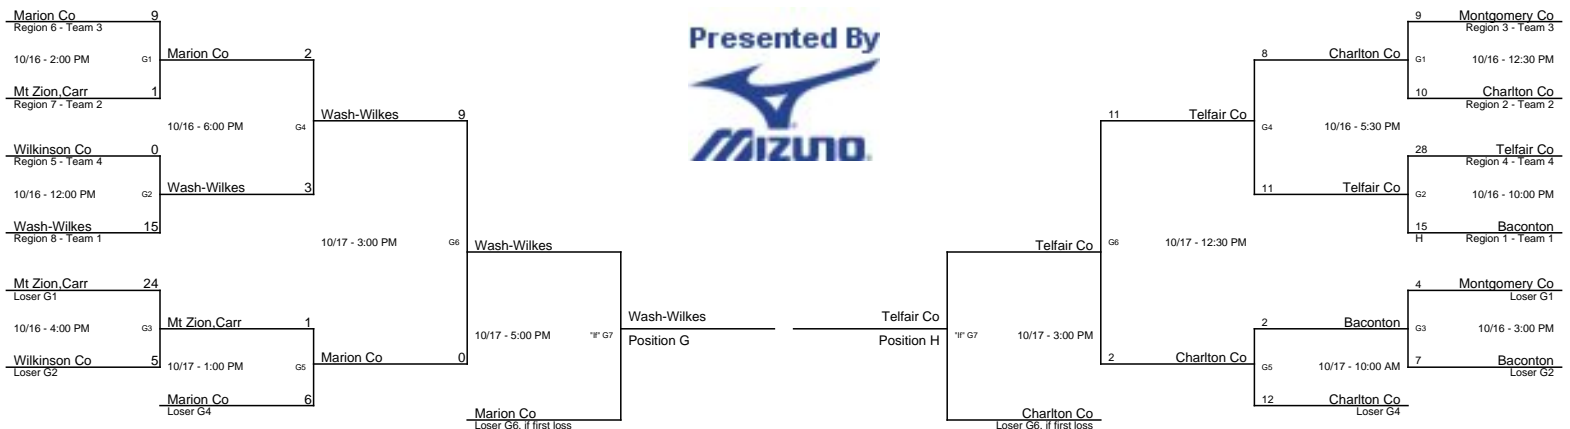 Marion Co 9
Region 6 - Team 3
10/16 - 2:00 PM G1
Mt Zion,Carr 1
Region 7 - Team 2
Marion Co 2
10/16 - 6:00 PM G4
Wilkinson Co 0
Region 5 - Team 4
10/16 - 12:00 PM G2
Wash-Wilkes 15
Region 8 - Team 1
Wash-Wilkes 3
Wash-Wilkes 9
10/17 - 3:00 PM G6
Mt Zion,Carr 24
Loser G1
10/16 - 4:00 PM G3
Wilkinson Co 5
Loser G2
Mt Zion,Carr 1
10/17 - 1:00 PM G5
Marion Co 6
Loser G4
Marion Co 0
Wash-Wilkes
10/17 - 5:00 PM "If" G7
Marion Co
Loser G6, if first loss
Wash-Wilkes
Position G
Presented By
MIZUNO
Telfair Co
Position H
Telfair Co
"If" G7 10/17 - 3:00 PM
Charlton Co
Loser G6, if first loss
11 Telfair Co
G6 10/17 - 12:30 PM
2 Charlton Co
8 Charlton Co
G4 10/16 - 5:30 PM
11 Telfair Co
9 Montgomery Co
Region 3 - Team 3
G1 10/16 - 12:30 PM
10 Charlton Co
Region 2 - Team 2
28 Telfair Co
Region 4 - Team 4
G2 10/16 - 10:00 PM
15 Baconton
H Region 1 - Team 1
2 Baconton
G5 10/17 - 10:00 AM
12 Charlton Co
Loser G4
4 Montgomery Co
Loser G1
G3 10/16 - 3:00 PM
7 Baconton
Loser G2